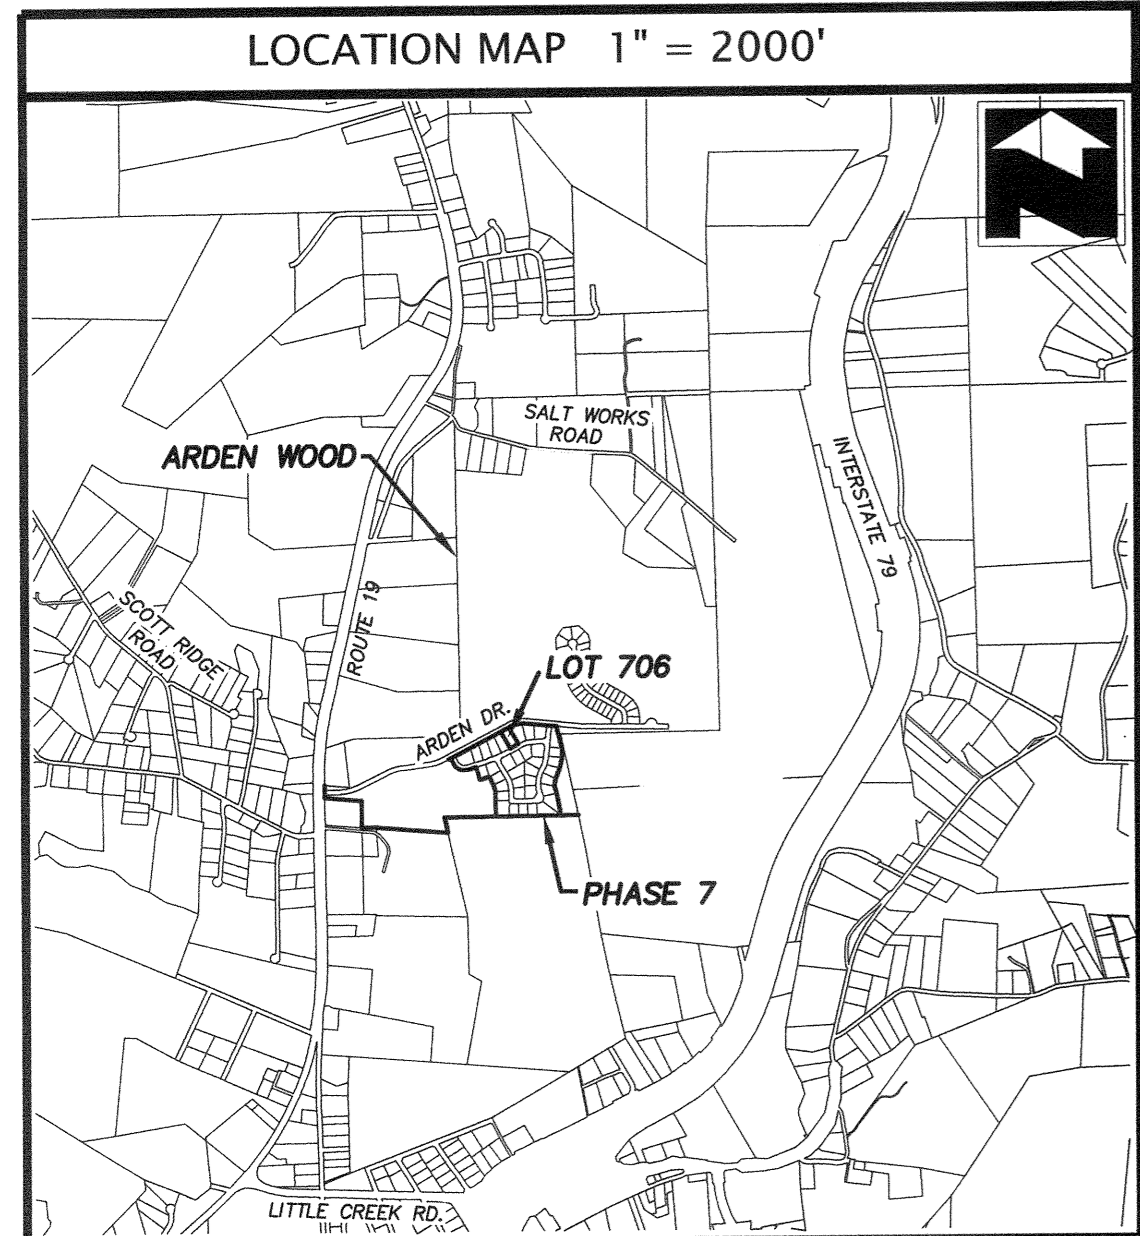 LOCATION MAP 1" = 2000'
N
SALT WORKS
ROAD
ARDEN WOOD
INTERSTATE 79
SCOTT RIDGE
ROAD
ROUTE 19
LOT 706
ARDEN DR.
PHASE 7
LITTLE CREEK RD.